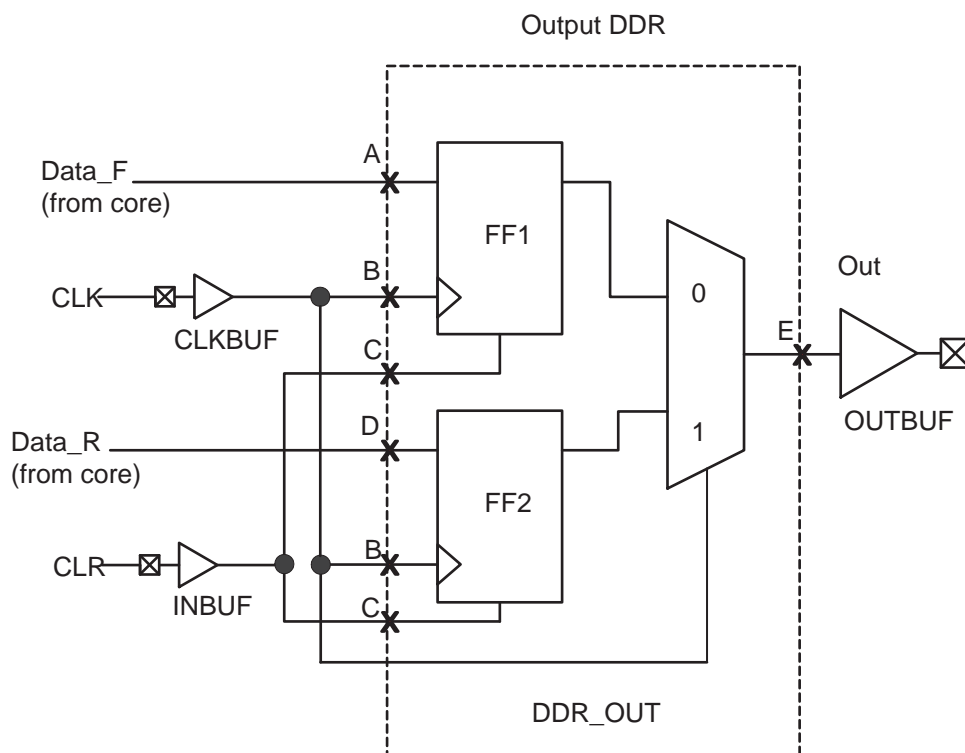 Output DDR
A
Data_F
(from core)
FF1
B
CLK
CLKBUF
0
Out
C
E
D
Data_R
(from core)
1
OUTBUF
FF2
B
CLR
INBUF
C
DDR_OUT